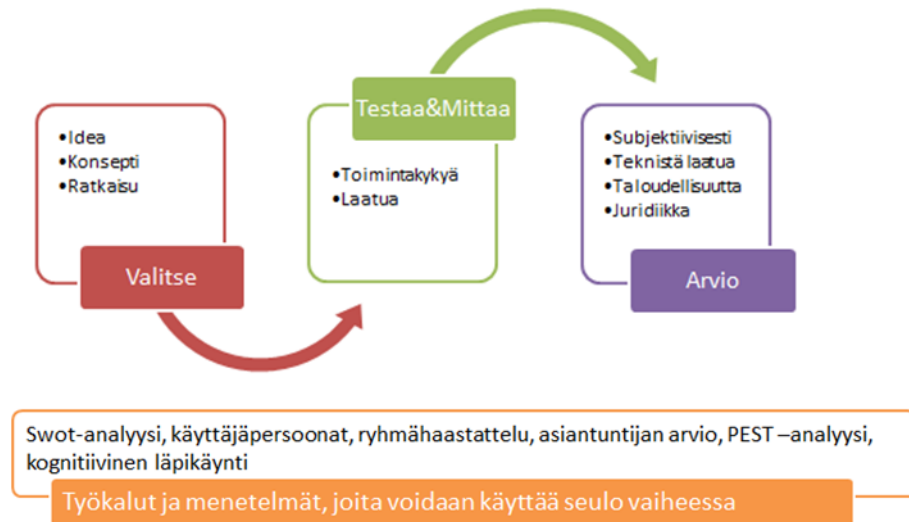 •Idea
•Konsepti
•Ratkaisu
Valitse
Testaa&Mittaa
•Toimintakykyä
•Laatua
•Subjektiivisesti
•Teknistä laatua
•Taloudellisuutta
•Juridiikka
Arvio
Swot-analyysi, käyttäjäpersoonat, ryhmähaastattelu, asiantuntijan arvio, PEST –analyysi,
kognitiivinen läpikäynti
Työkalut ja menetelmät, joita voidaan käyttää seulo vaiheessa